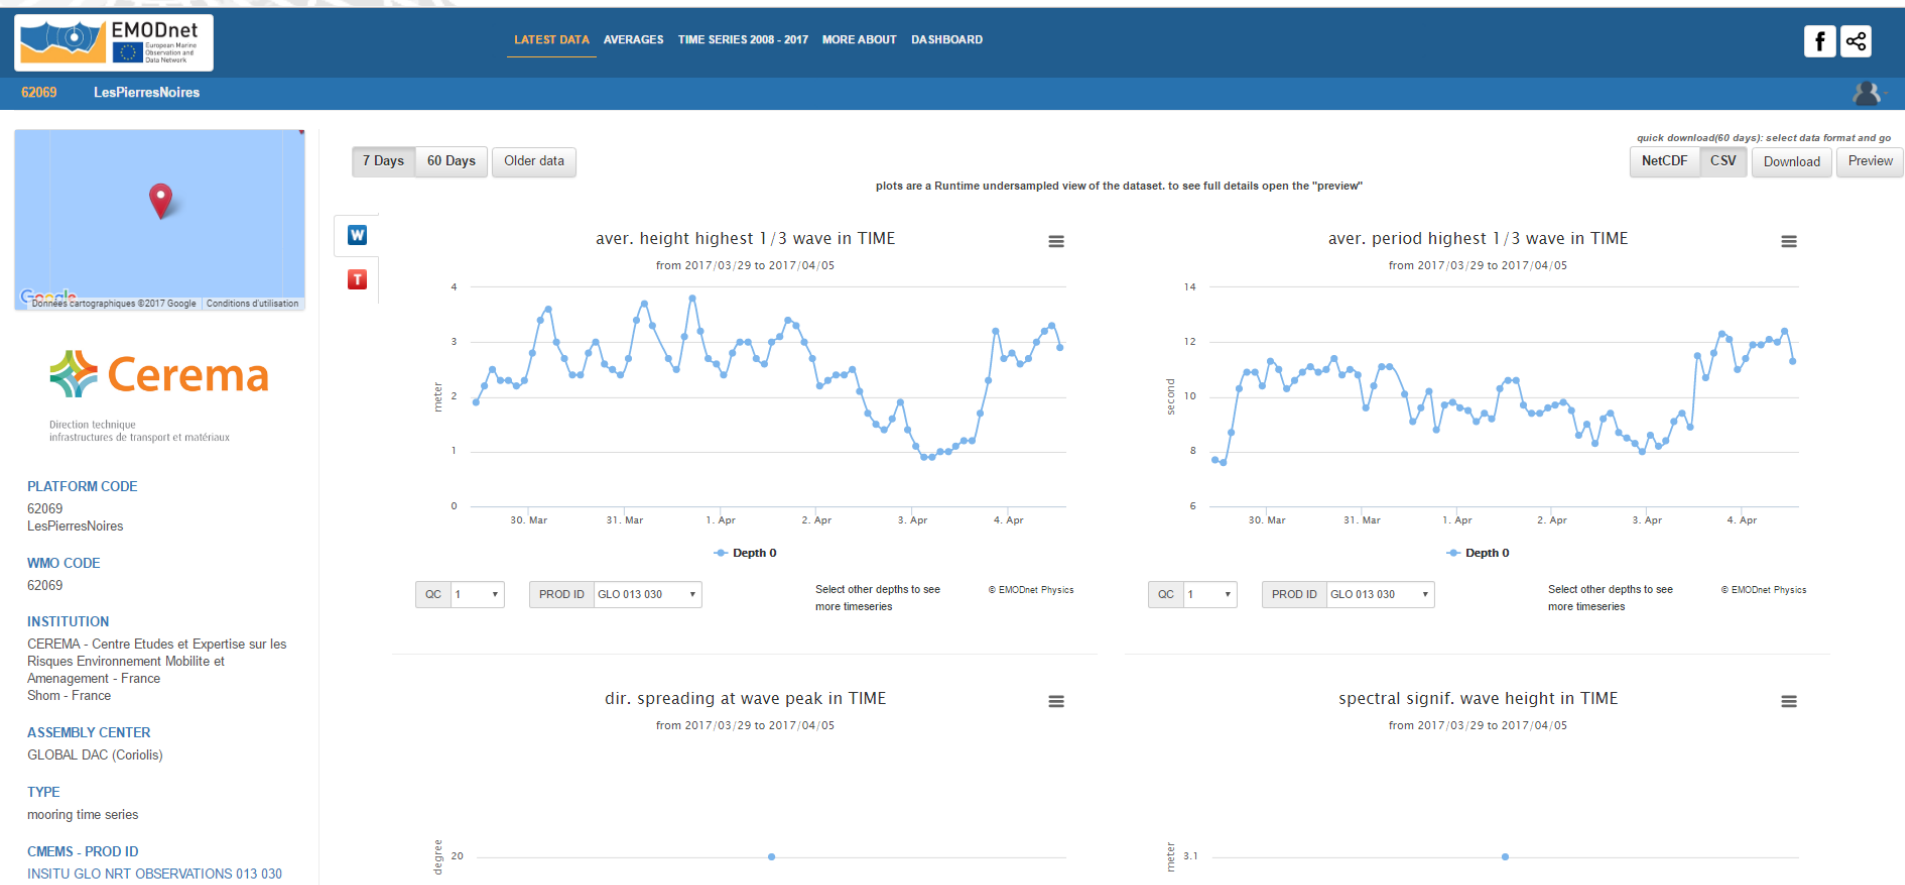 EMODnet
European Marine
Observation and
Data Network
LATEST DATA AVERAGES TIME SERIES 2008 - 2017 MORE ABOUT DASHBOARD
62069 LesPierresNoires
Google
Données cartographiques ©2017 Google Conditions d'utilisation
Cerema
Direction technique
infrastructures de transport et matériaux
PLATFORM CODE
62069
LesPierresNoires
WMO CODE
62069
INSTITUTION
CEREMA - Centre Etudes et Expertise sur les
Risques Environnement Mobilite et
Amenagement - France
Shom - France
ASSEMBLY CENTER
GLOBAL DAC (Coriolis)
TYPE
mooring time series
CMEMS - PROD ID
INSITU GLO NRT OBSERVATIONS 013 030
7 Days 60 Days Older data
quick download(60 days): select data format and go
NetCDF CSV Download Preview
plots are a Runtime undersampled view of the dataset. to see full details open the "preview"
W
T
aver. height highest 1/3 wave in TIME
from 2017/03/29 to 2017/04/05
4
3
2
1
0
meter
30. Mar 31. Mar 1. Apr 2. Apr 3. Apr 4. Apr
Depth 0
QC 1 PROD ID GLO 013 030
Select other depths to see
more timeseries
© EMODnet Physics
aver. period highest 1/3 wave in TIME
from 2017/03/29 to 2017/04/05
14
12
10
8
6
second
30. Mar 31. Mar 1. Apr 2. Apr 3. Apr 4. Apr
Depth 0
QC 1 PROD ID GLO 013 030
Select other depths to see
more timeseries
© EMODnet Physics
dir. spreading at wave peak in TIME
from 2017/03/29 to 2017/04/05
degree
20
spectral signif. wave height in TIME
from 2017/03/29 to 2017/04/05
meter
3.1